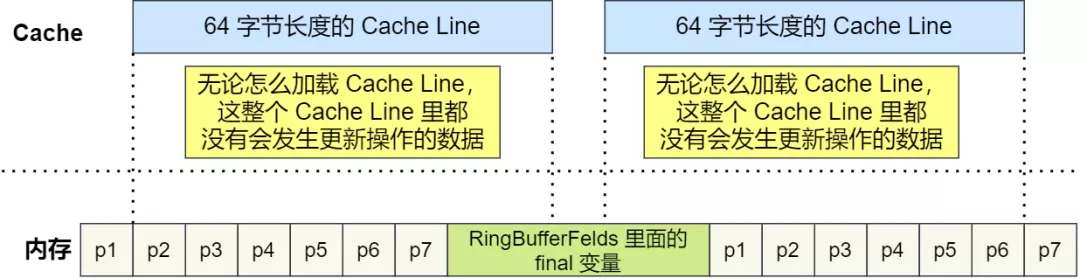 Cache
64 字节长度的 Cache Line
64 字节长度的 Cache Line
无论怎么加载 Cache Line，
这整个 Cache Line 里都
没有会发生更新操作的数据
无论怎么加载 Cache Line，
这整个 Cache Line 里都
没有会发生更新操作的数据
内存
p1
p2
p3
p4
p5
p6
p7
RingBufferFelds 里面的
final 变量
p1
p2
p3
p4
p5
p6
p7